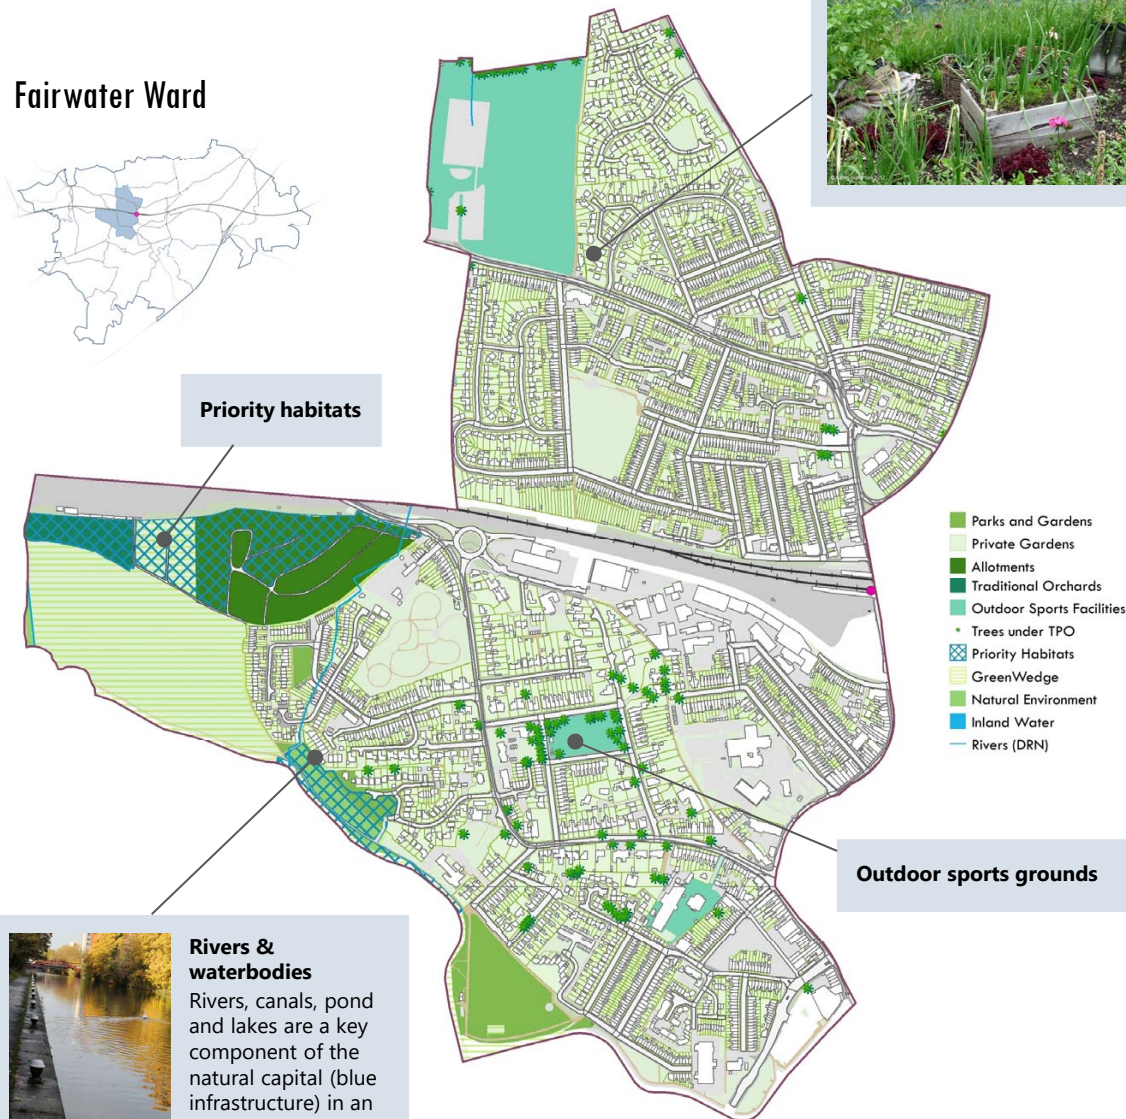 Fairwater Ward
Priority habitats
Parks and Gardens
Private Gardens
Allotments
Traditional Orchards
Outdoor Sports Facilities
Trees under TPO
Priority Habitats
GreenWedge
Natural Environment
Inland Water
Rivers (DRN)
Outdoor sports grounds
Rivers &
waterbodies
Rivers, canals, pond
and lakes are a key
component of the
natural capital (blue
infrastructure) in an